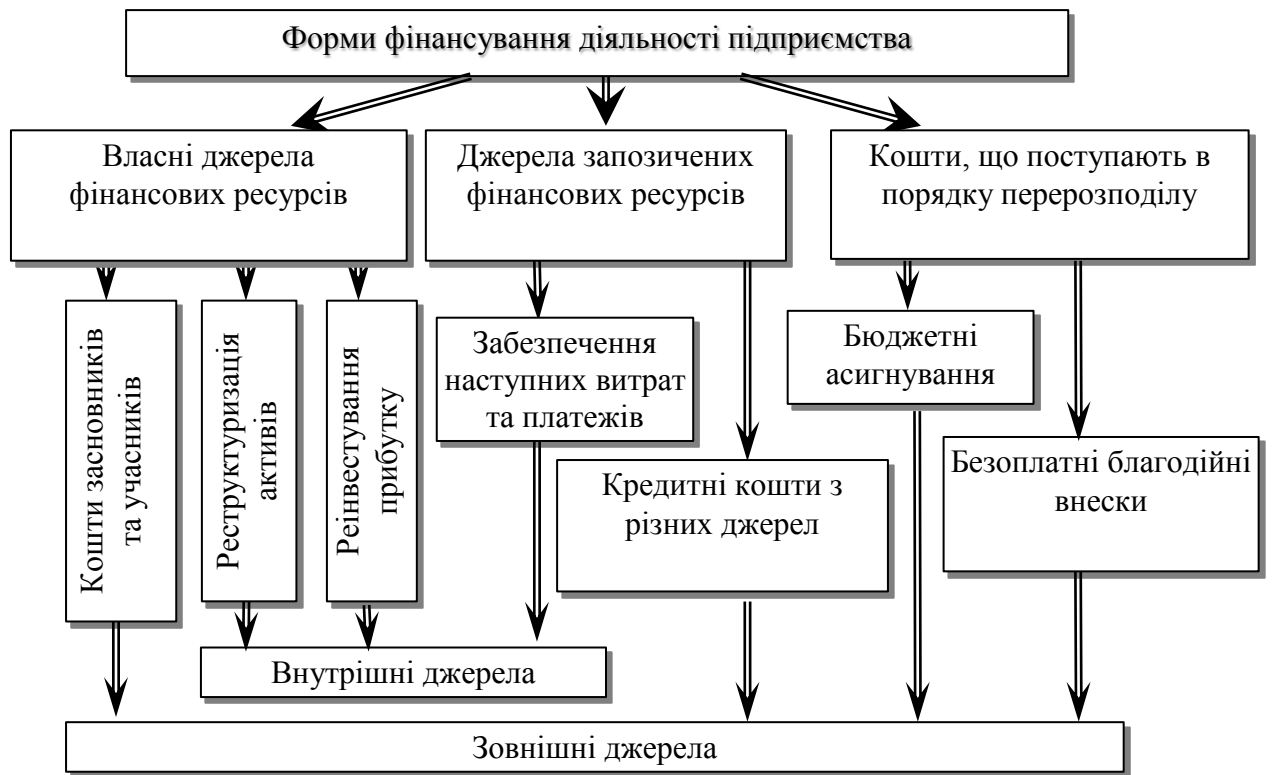 Форми фінансування діяльності підприємства
Власні джерела
фінансових ресурсів
Джерела запозичених
фінансових ресурсів
Кошти, що поступають в
порядку перерозподілу
Кошти засновників
та учасників
Реструктуризація
активів
Реінвестування
прибутку
Забезпечення
наступних витрат
та платежів
Кредитні кошти з
різних джерел
Бюджетні
асигнування
Безоплатні благодійні
внески
Внутрішні джерела
Зовнішні джерела